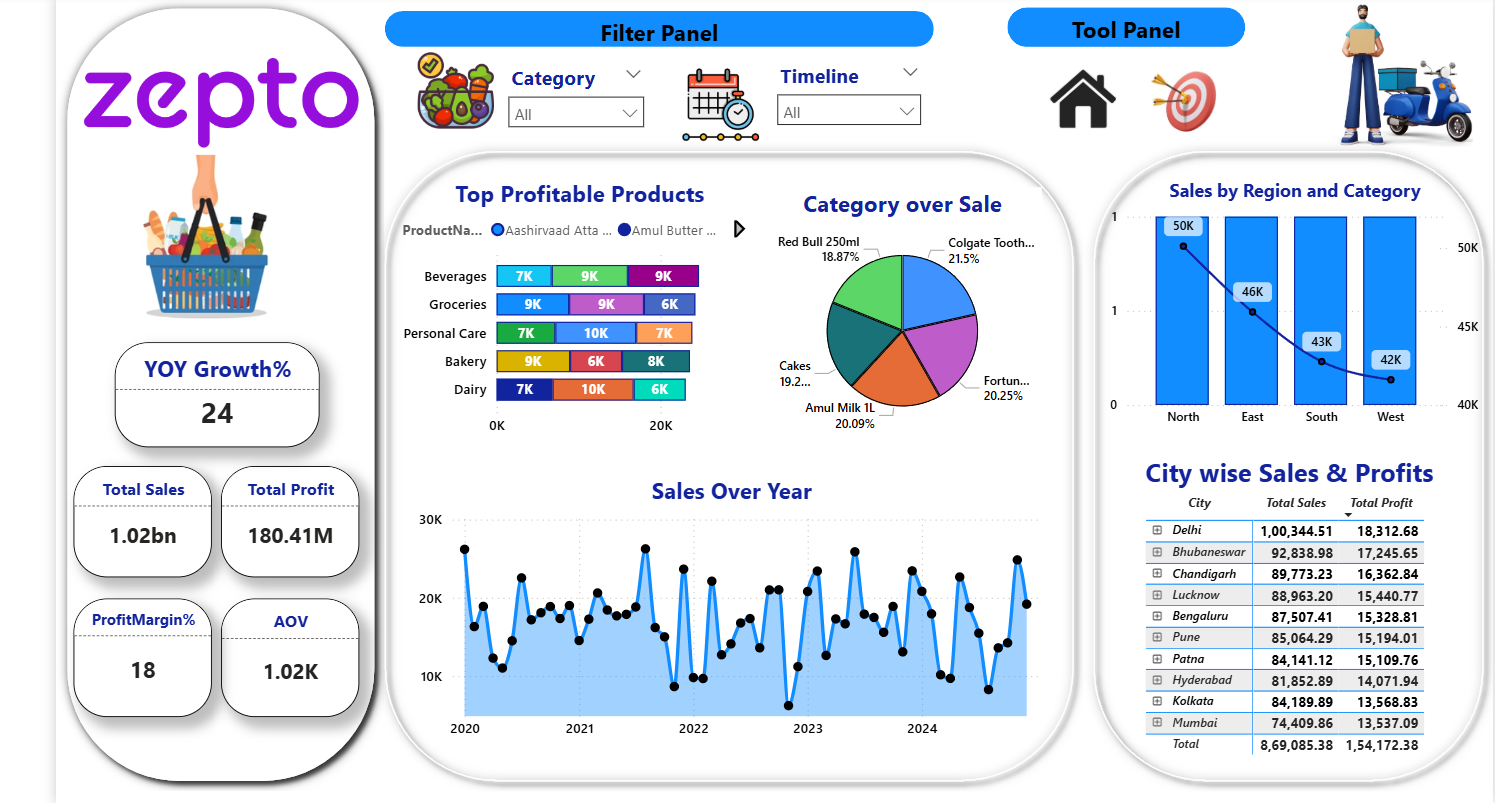 zepto
YOY Growth%
24
Total Sales
1.02bn
Total Profit
180.41M
ProfitMargin%
18
AOV
1.02K
Filter Panel
Category
All
Timeline
All
Tool Panel
Top Profitable Products
ProductNa... Aashirvaad Atta ... Amul Butter ...
Beverages 7K 9K 9K
Groceries 9K 9K 6K
Personal Care 7K 10K 7K
Bakery 9K 6K 8K
Dairy 7K 10K 6K
0K 20K
Category over Sale
Red Bull 250ml
18.87%
Colgate Tooth...
21.5%
Cakes
19.2...
Fortun...
20.25%
Amul Milk 1L
20.09%
Sales Over Year
30K
20K
10K
2020 2021 2022 2023 2024
Sales by Region and Category
1
1
0
50K
46K
43K
42K
50K
45K
40K
North East South West
City wise Sales & Profits
City Total Sales Total Profit
Delhi 1,00,344.51 18,312.68
Bhubaneswar 92,838.98 17,245.65
Chandigarh 89,773.23 16,362.84
Lucknow 88,963.20 15,440.77
Bengaluru 87,507.41 15,328.81
Pune 85,064.29 15,194.01
Patna 84,141.12 15,109.76
Hyderabad 81,852.89 14,071.94
Kolkata 84,189.89 13,568.83
Mumbai 74,409.86 13,537.09
Total 8,69,085.38 1,54,172.38